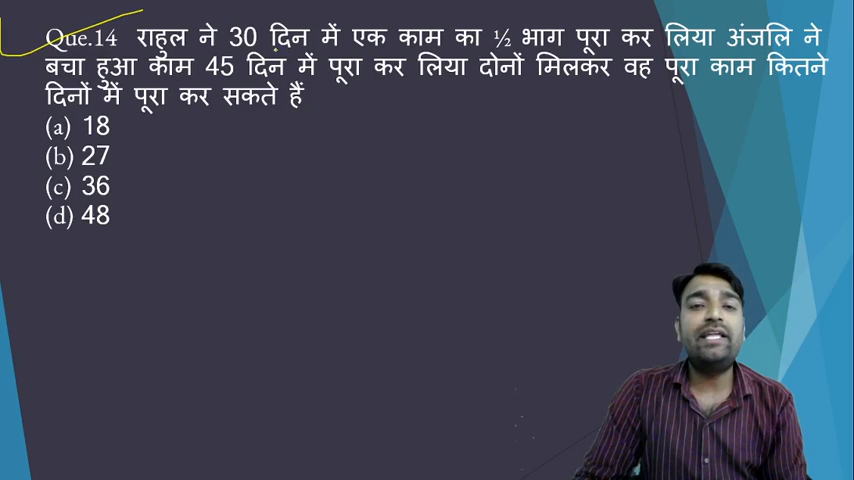 Que.14 राहुल ने 30 दिन में एक काम का ½ भाग पूरा कर लिया अंजलि ने
बचा हुआ काम 45 दिन में पूरा कर लिया दोनों मिलकर वह पूरा काम कितने
दिनों में पूरा कर सकते हैं
(a) 18
(b) 27
(c) 36
(d) 48